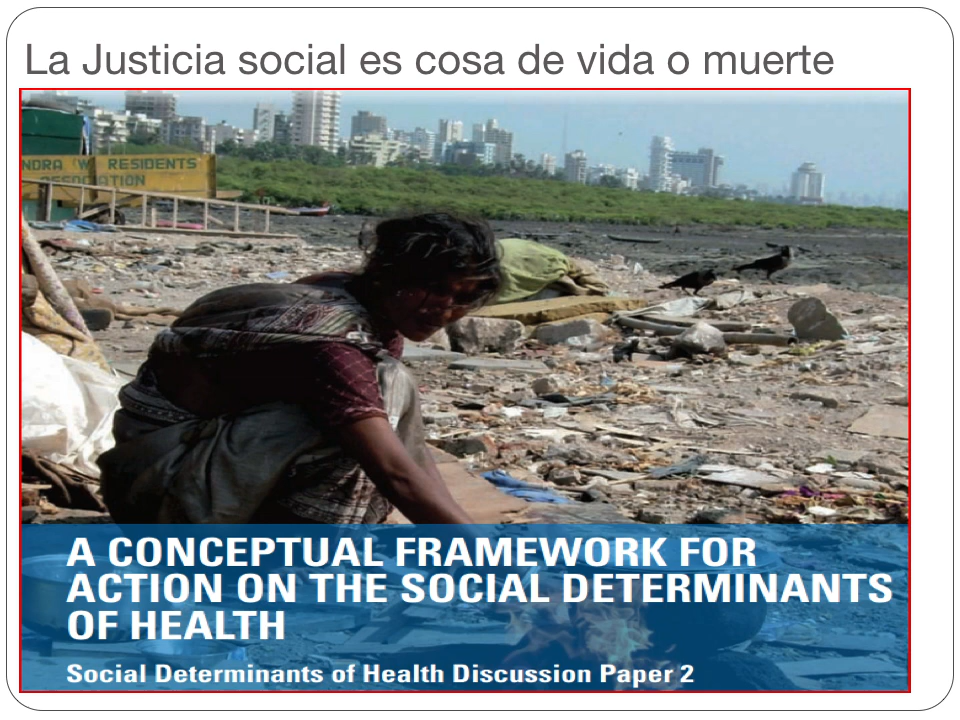 La Justicia social es cosa de vida o muerte
NDRA (W) RESIDENTS
ASSOCIATION
A CONCEPTUAL FRAMEWORK FOR
ACTION ON THE SOCIAL DETERMINANTS
OF HEALTH
Social Determinants of Health Discussion Paper 2